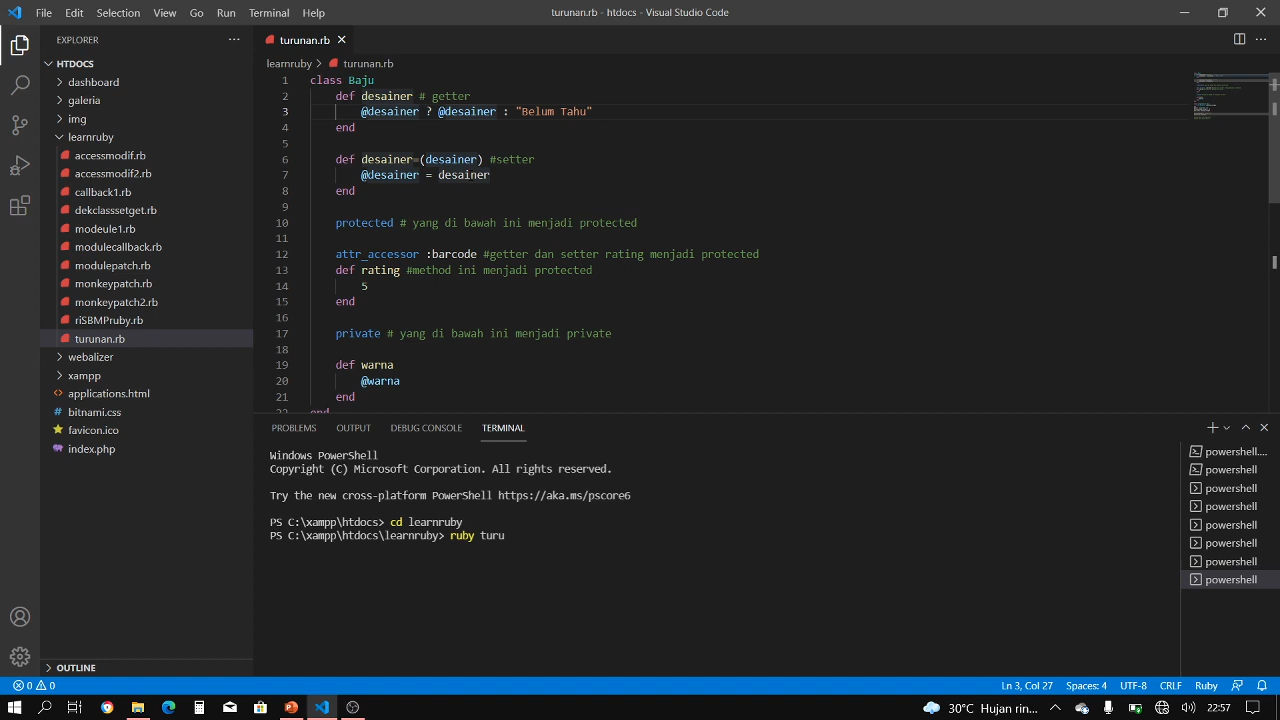 File Edit Selection View Go Run Terminal Help
turunan.rb - htdocs - Visual Studio Code
EXPLORER
HTDOCS
dashboard
galeria
img
learnruby
accessmodif.rb
accessmodif2.rb
callback1.rb
dekclasssetget.rb
modeule1.rb
modulecallback.rb
modulepatch.rb
monkeypatch.rb
monkeypatch2.rb
riSBMPruby.rb
turunan.rb
webalizer
xampp
applications.html
bitnami.css
favicon.ico
index.php
OUTLINE
turunan.rb
learnruby > turunan.rb
1 class Baju
2 def desainer # getter
3 @desainer ? @desainer : "Belum Tahu"
4 end
5
6 def desainer=(desainer) #setter
7 @desainer = desainer
8 end
9
10 protected # yang di bawah ini menjadi protected
11
12 attr_accessor :barcode #getter dan setter rating menjadi protected
13 def rating #method ini menjadi protected
14 5
15 end
16
17 private # yang di bawah ini menjadi private
18
19 def warna
20 @warna
21 end
22 end
PROBLEMS OUTPUT DEBUG CONSOLE TERMINAL
Windows PowerShell
Copyright (C) Microsoft Corporation. All rights reserved.
Try the new cross-platform PowerShell https://aka.ms/pscore6
PS C:\xampp\htdocs> cd learnruby
PS C:\xampp\htdocs\learnruby> ruby turu
powershell....
powershell
powershell
powershell
powershell
powershell
powershell
powershell
0 0
Ln 3, Col 27 Spaces: 4 UTF-8 CRLF Ruby
30°C Hujan rin... 22:57